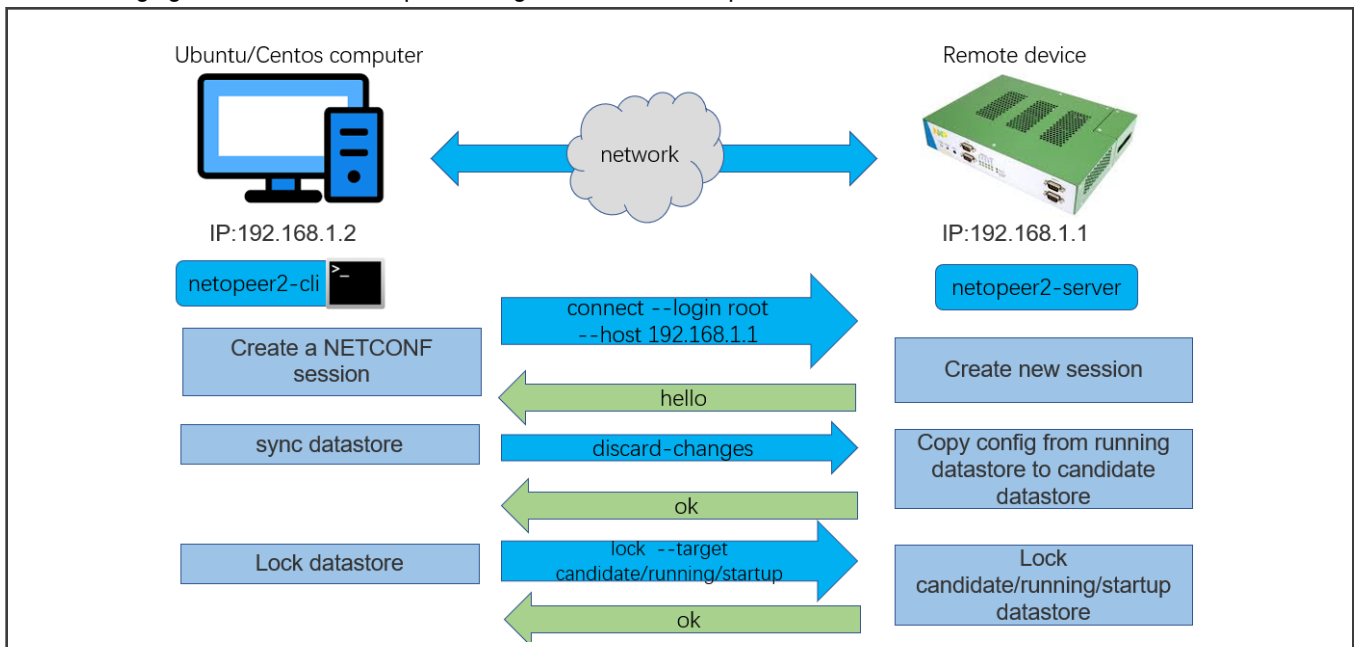 Ubuntu/Centos computer
Remote device
network
IP:192.168.1.2
IP:192.168.1.1
netopeer2-cli
>_
netopeer2-server
connect --login root
--host 192.168.1.1
Create a NETCONF
session
Create new session
hello
sync datastore
discard-changes
Copy config from running
datastore to candidate
datastore
ok
Lock datastore
lock --target
candidate/running/startup
Lock
candidate/running/startup
datastore
ok